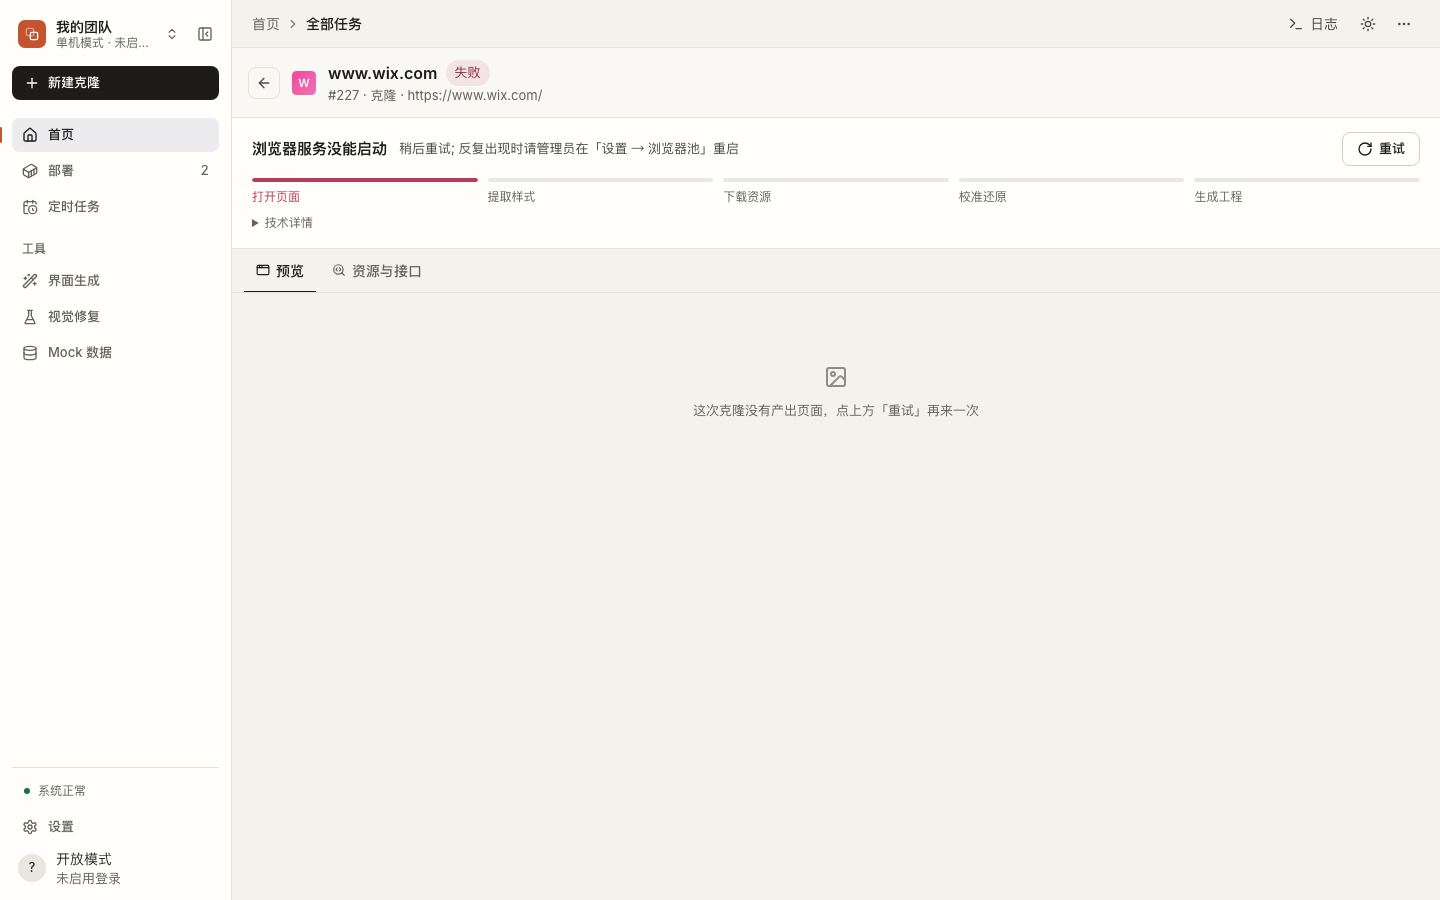 我的团队
单机模式 · 未启...
新建克隆
首页
部署 2
定时任务
工具
界面生成
视觉修复
Mock 数据
系统正常
设置
?
开放模式
未启用登录
首页 > 全部任务
日志
W
www.wix.com 失败
#227 · 克隆 · https://www.wix.com/
浏览器服务没能启动 稍后重试; 反复出现时请管理员在「设置 → 浏览器池」重启
重试
打开页面 提取样式 下载资源 校准还原 生成工程
技术详情
预览 资源与接口
这次克隆没有产出页面，点上方「重试」再来一次